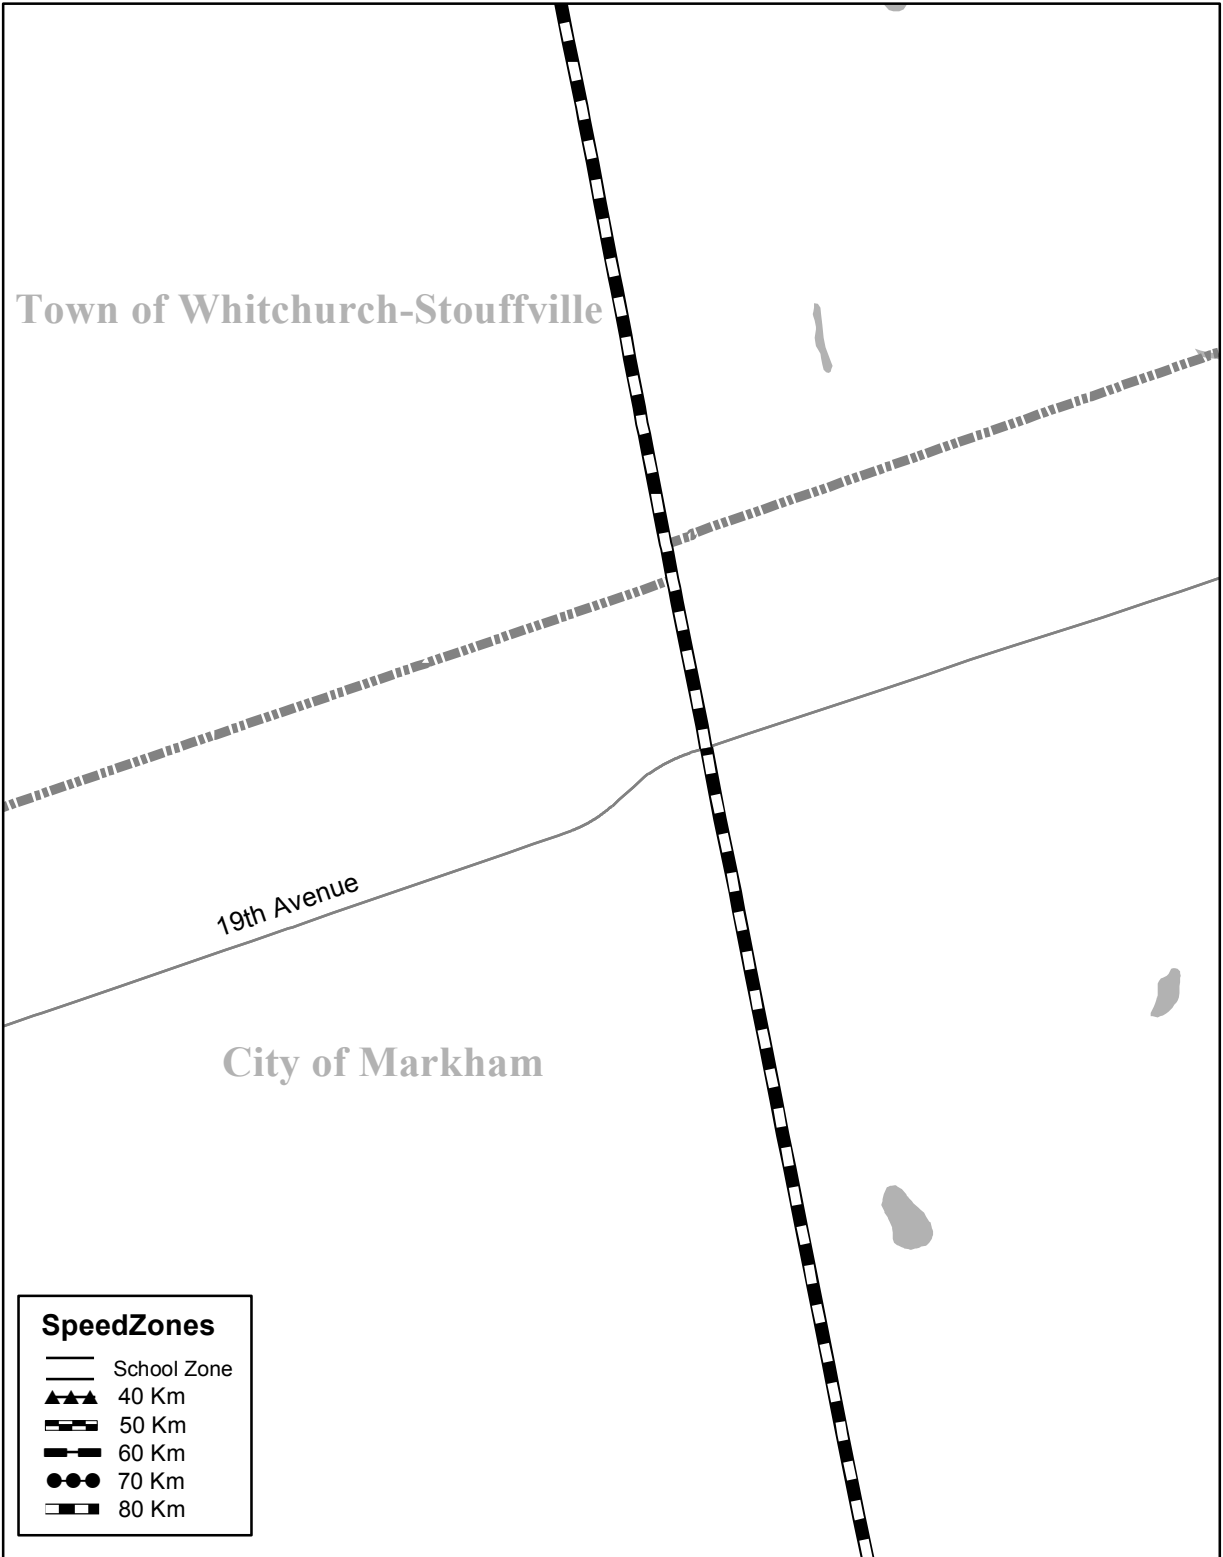 Town of Whitchurch-Stouffville
19th Avenue
City of Markham
SpeedZones
School Zone
40 Km
50 Km
60 Km
70 Km
80 Km